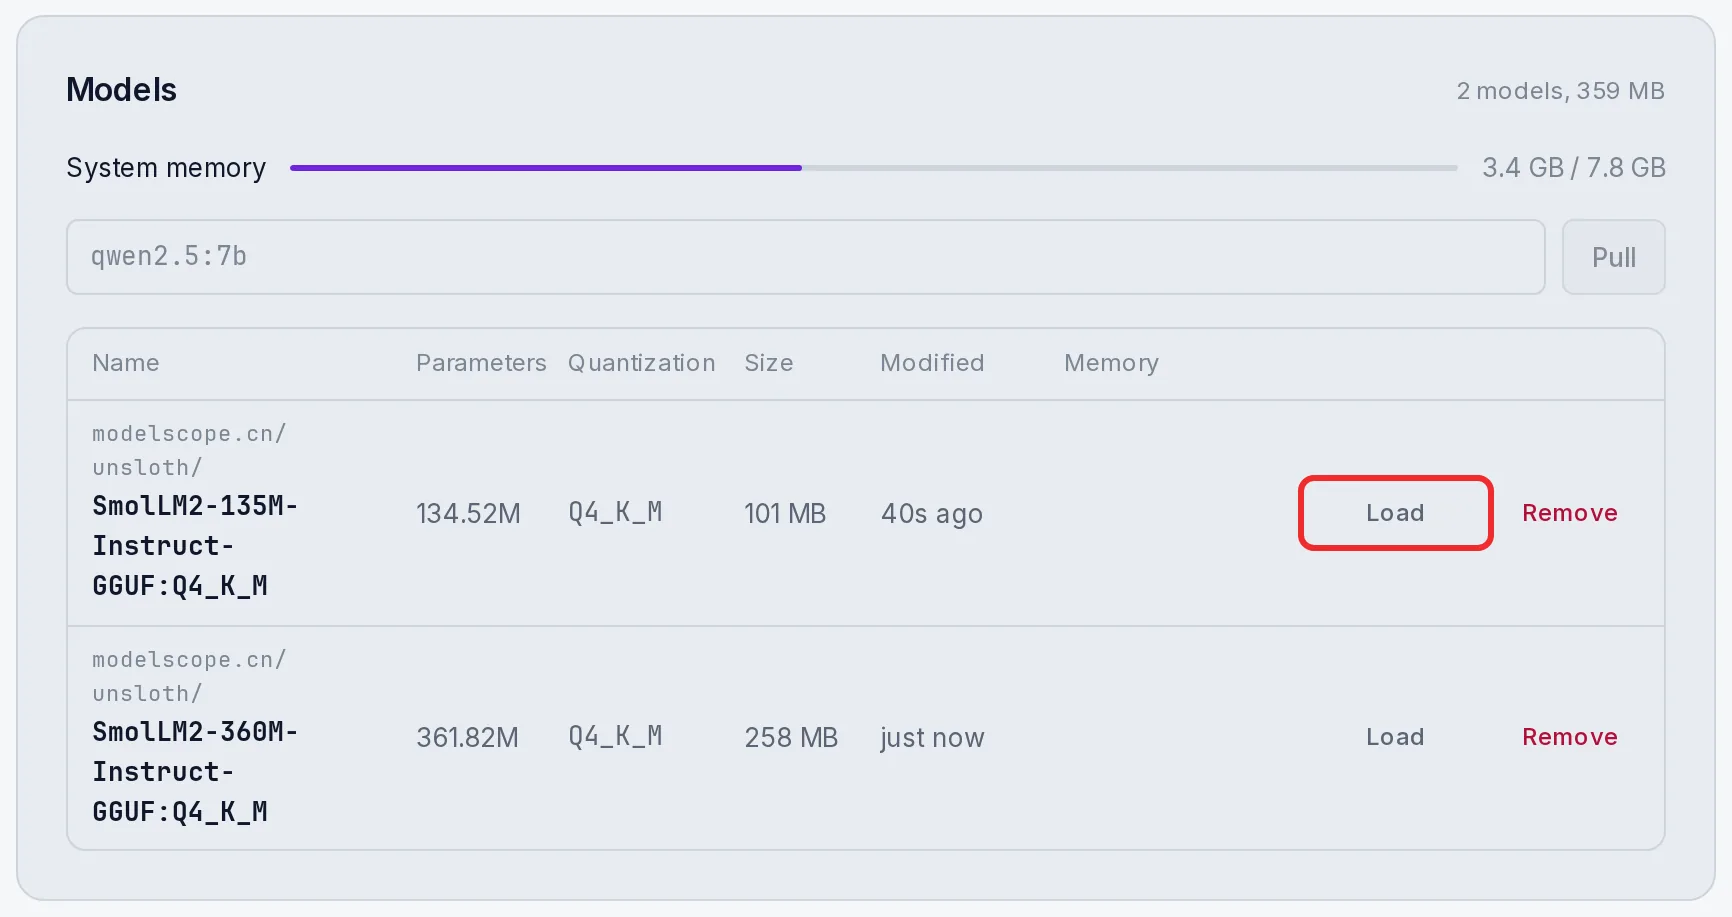 Models
2 models, 359 MB
System memory
3.4 GB / 7.8 GB
qwen2.5:7b
Pull
Name Parameters Quantization Size Modified Memory
modelscope.cn/
unsloth/
SmolLM2-135M-
Instruct-
GGUF:Q4_K_M
134.52M Q4_K_M 101 MB 40s ago Load Remove
modelscope.cn/
unsloth/
SmolLM2-360M-
Instruct-
GGUF:Q4_K_M
361.82M Q4_K_M 258 MB just now Load Remove